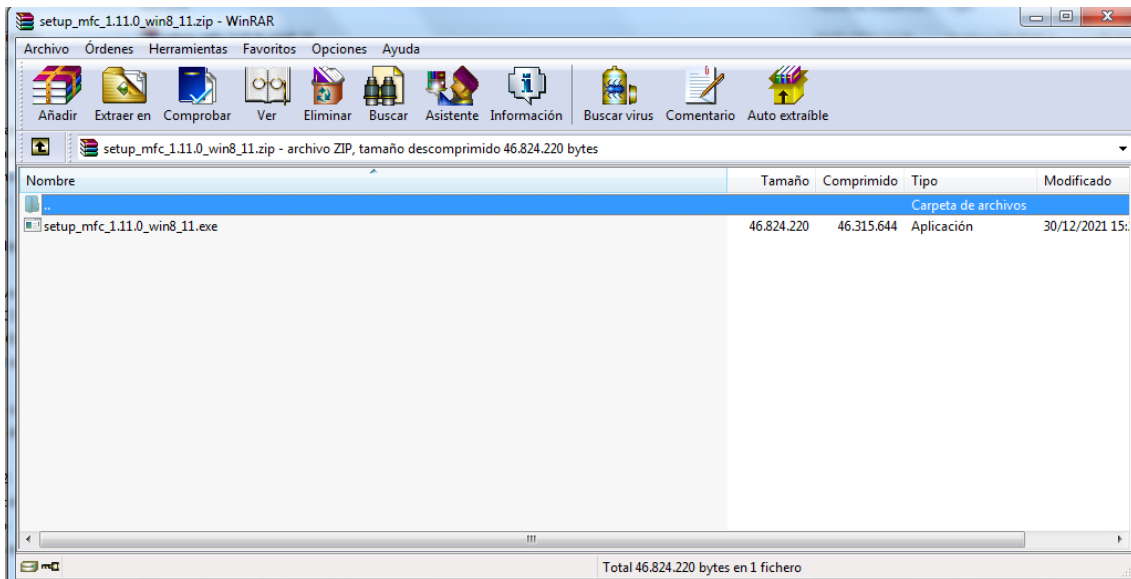 setup_mfc_1.11.0_win8_11.zip - WinRAR
Archivo Órdenes Herramientas Favoritos Opciones Ayuda
Añadir Extraer en Comprobar Ver Eliminar Buscar Asistente Información Buscar virus Comentario Auto extraíble
setup_mfc_1.11.0_win8_11.zip - archivo ZIP, tamaño descomprimido 46.824.220 bytes
Nombre Tamaño Comprimido Tipo Modificado
.. Carpeta de archivos
setup_mfc_1.11.0_win8_11.exe 46.824.220 46.315.644 Aplicación 30/12/2021 15:
Total 46.824.220 bytes en 1 fichero